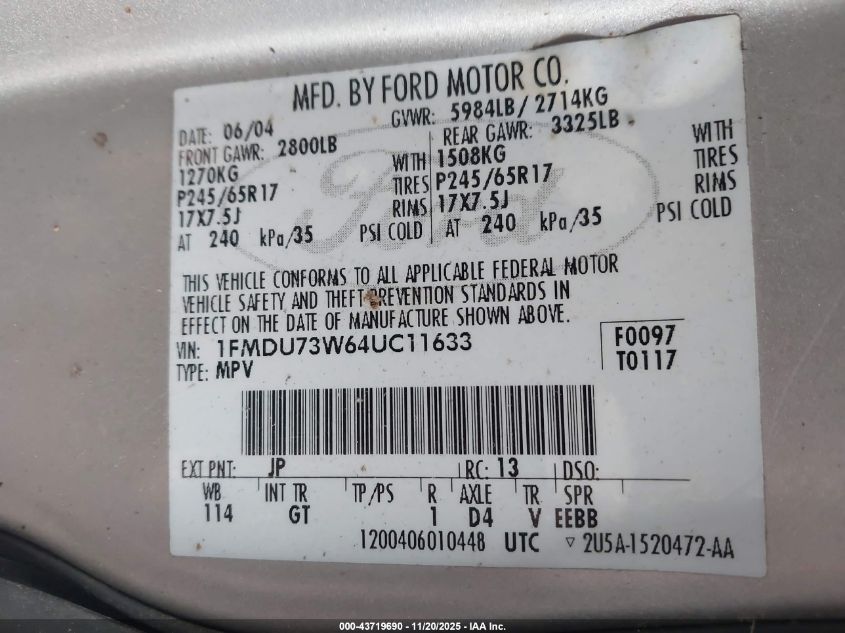 MFD. BY FORD MOTOR CO.
DATE: 06/04 GVWR: 5984LB/ 2714KG
FRONT GAWR: 2800LB REAR GAWR: 3325LB
1270KG WITH 1508KG WITH
P245/65R17 TIRES P245/65R17 TIRES
17X7.5J RIMS 17X7.5J RIMS
AT 240 kPa/35 PSI COLD AT 240 kPa/35 PSI COLD
Ford
THIS VEHICLE CONFORMS TO ALL APPLICABLE FEDERAL MOTOR
VEHICLE SAFETY AND THEFT PREVENTION STANDARDS IN
EFFECT ON THE DATE OF MANUFACTURE SHOWN ABOVE.
VIN: 1FMDU73W64UC11633 F0097
TYPE: MPV T0117
EXT PNT: JP RC: 13 DSO:
WB INT TR TP/PS R AXLE TR SPR
114 GT 1 D4 V EEBB
1200406010448 UTC ▿ 2U5A-1520472-AA
000-43719690 - 11/20/2025 - IAA Inc.